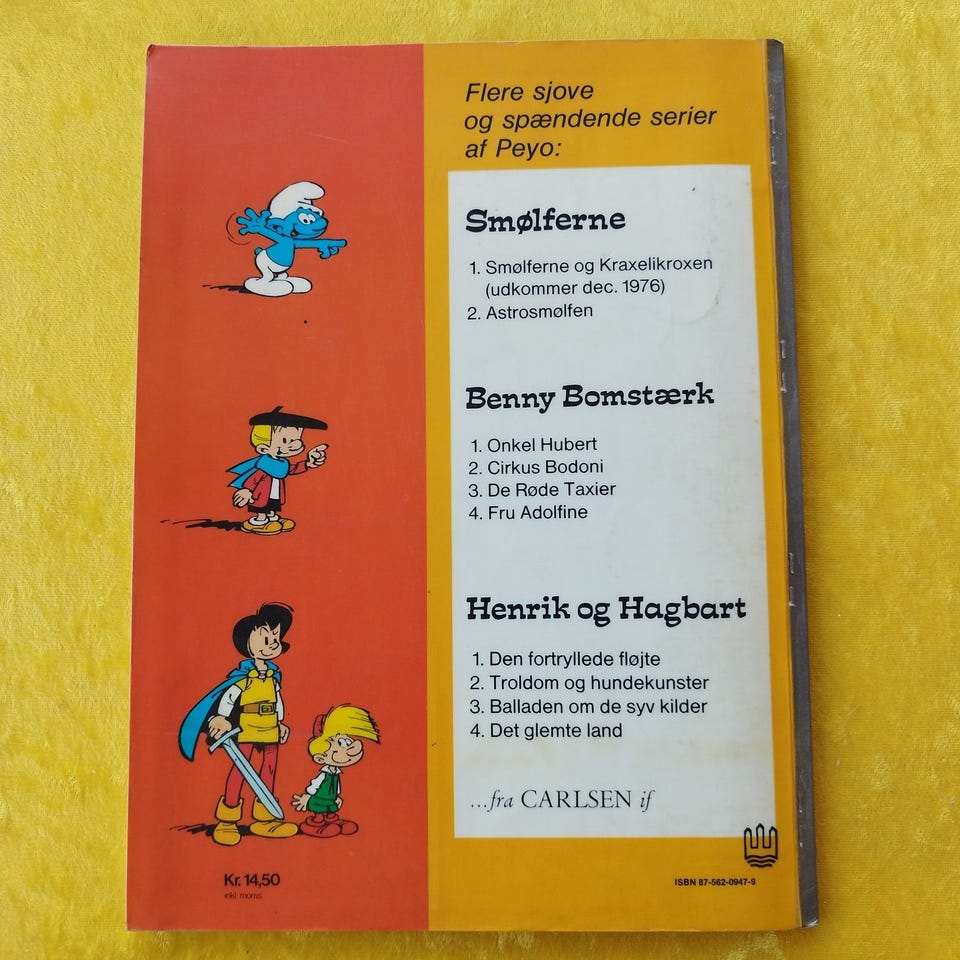 Flere sjove
og spændende serier
af Peyo:
Smølferne
1. Smølferne og Kraxelikroxen
(udkommer dec. 1976)
2. Astrosmølfen
Benny Bomstærk
1. Onkel Hubert
2. Cirkus Bodoni
3. De Røde Taxier
4. Fru Adolfine
Henrik og Hagbart
1. Den fortryllede fløjte
2. Troldom og hundekunster
3. Balladen om de syv kilder
4. Det glemte land
...fra CARLSEN if
Kr. 14,50
inkl. moms
ISBN 87-562-0947-9